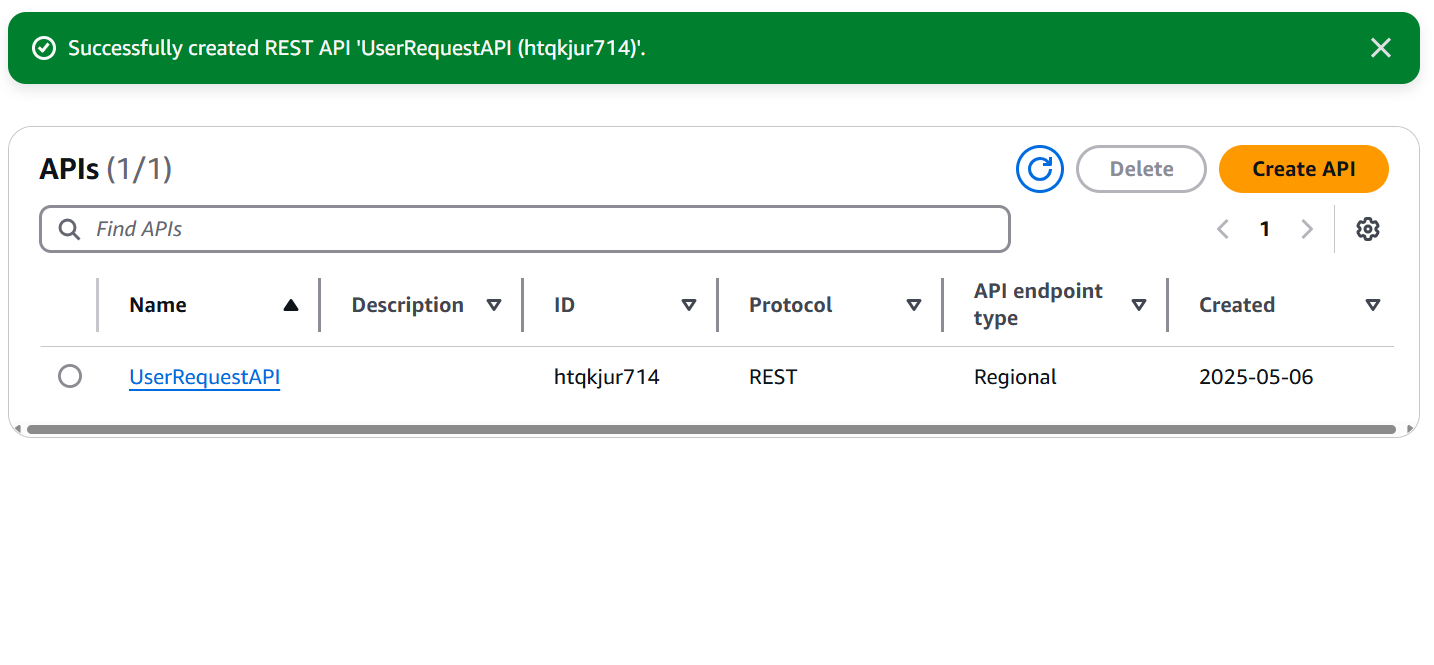 Successfully created REST API 'UserRequestAPI (htqkjur714)'.
APIs (1/1)
Delete
Create API
Find APIs
1
Name
Description
ID
Protocol
API endpoint
type
Created
UserRequestAPI
htqkjur714
REST
Regional
2025-05-06